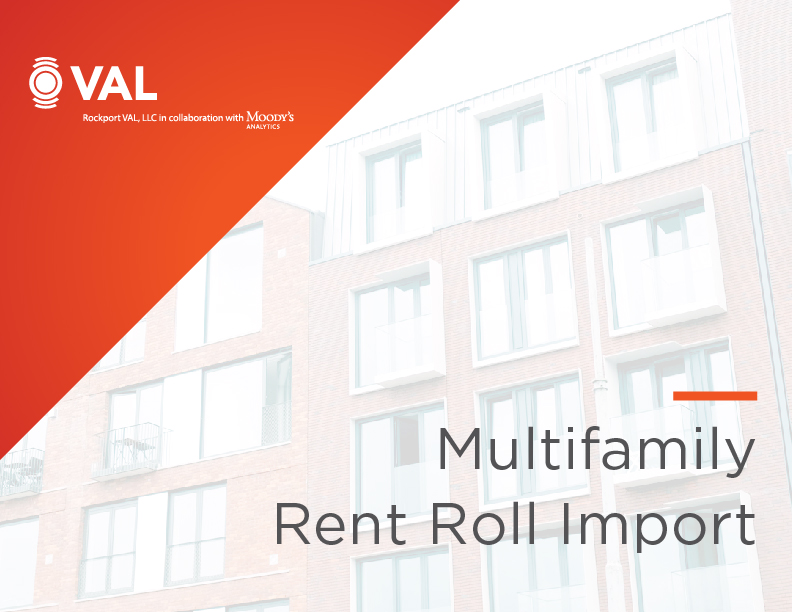 VAL
Rockport VAL, LLC in collaboration with MOODY'S
ANALYTICS
Multifamily
Rent Roll Import